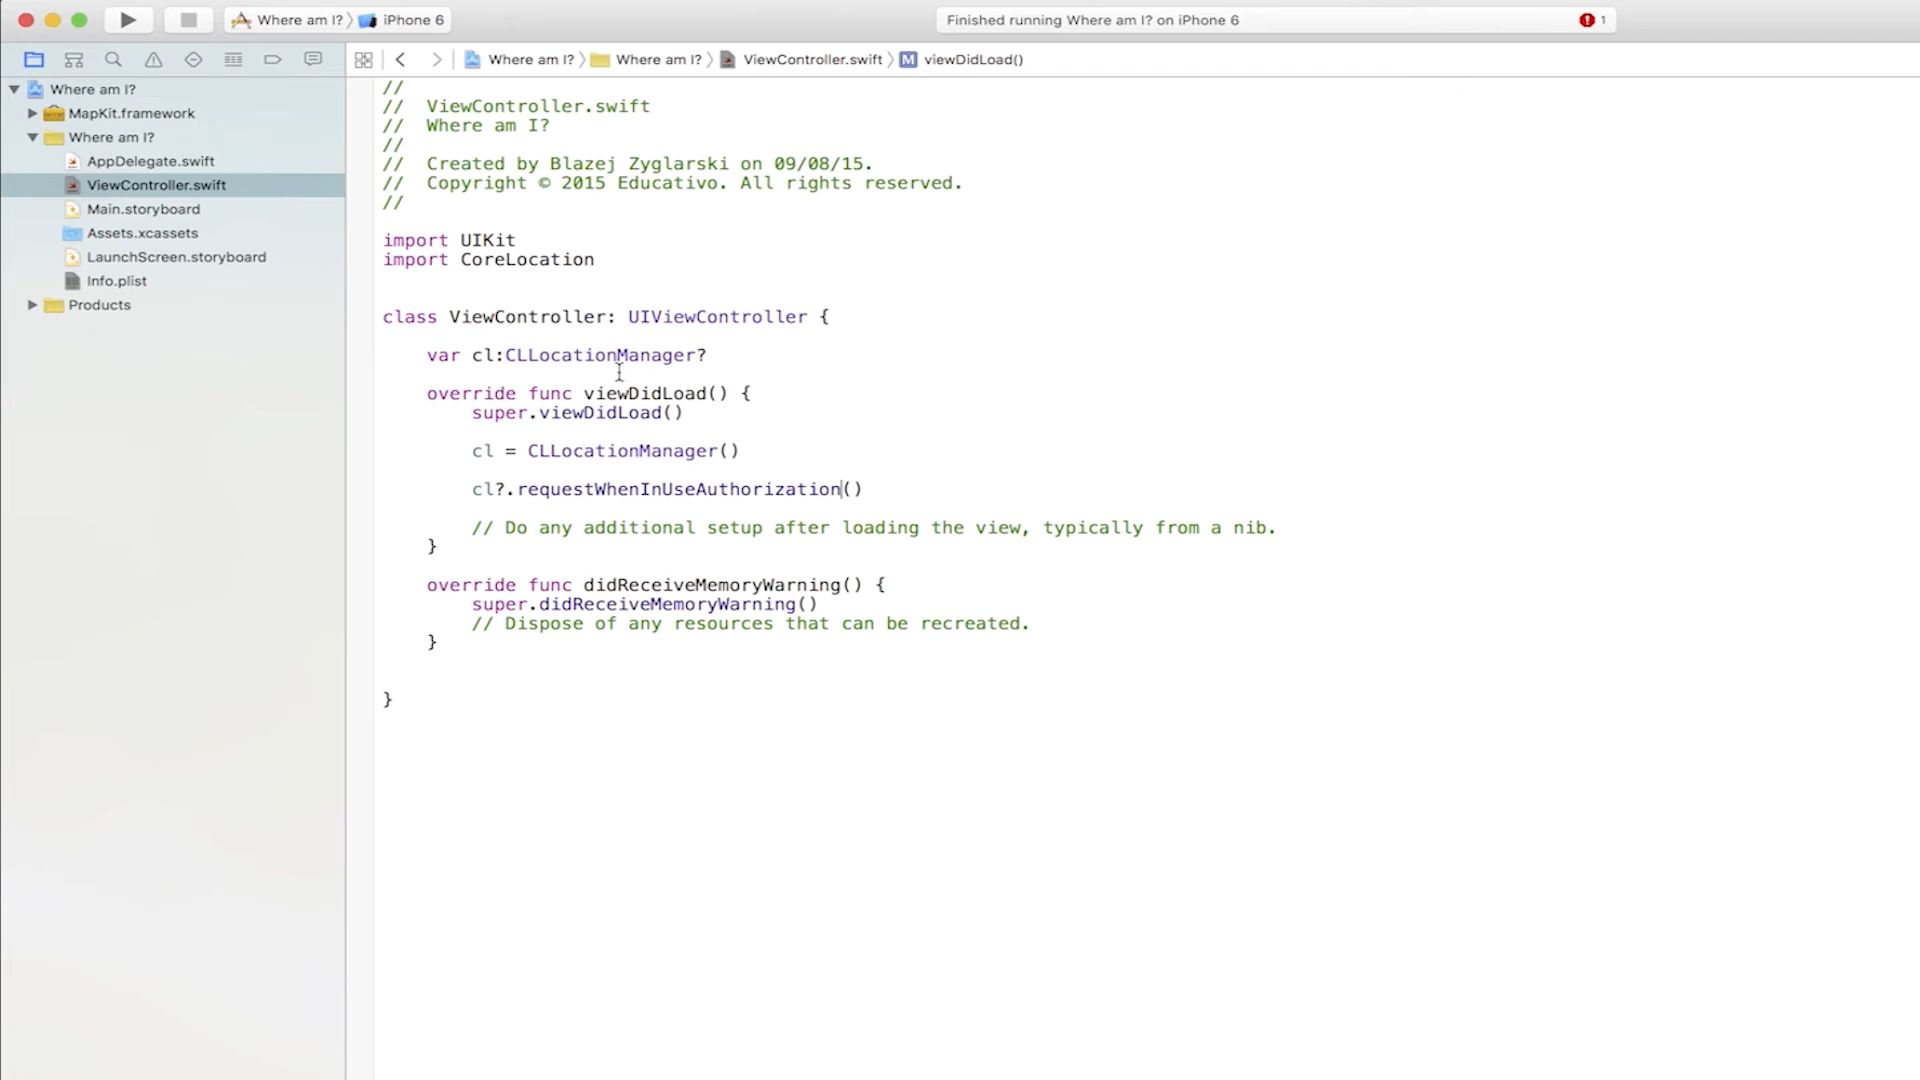 Where am I? iPhone 6
Finished running Where am I? on iPhone 6
1
Where am I? Where am I? ViewController.swift M viewDidLoad()
Where am I?
MapKit.framework
Where am I?
AppDelegate.swift
ViewController.swift
Main.storyboard
Assets.xcassets
LaunchScreen.storyboard
Info.plist
Products
//
//  ViewController.swift
//  Where am I?
//
//  Created by Blazej Zyglarski on 09/08/15.
//  Copyright © 2015 Educativo. All rights reserved.
//
import UIKit
import CoreLocation
class ViewController: UIViewController {
var cl:CLLocationManager?
override func viewDidLoad() {
super.viewDidLoad()
cl = CLLocationManager()
cl?.requestWhenInUseAuthorization()
// Do any additional setup after loading the view, typically from a nib.
}
override func didReceiveMemoryWarning() {
super.didReceiveMemoryWarning()
// Dispose of any resources that can be recreated.
}
}